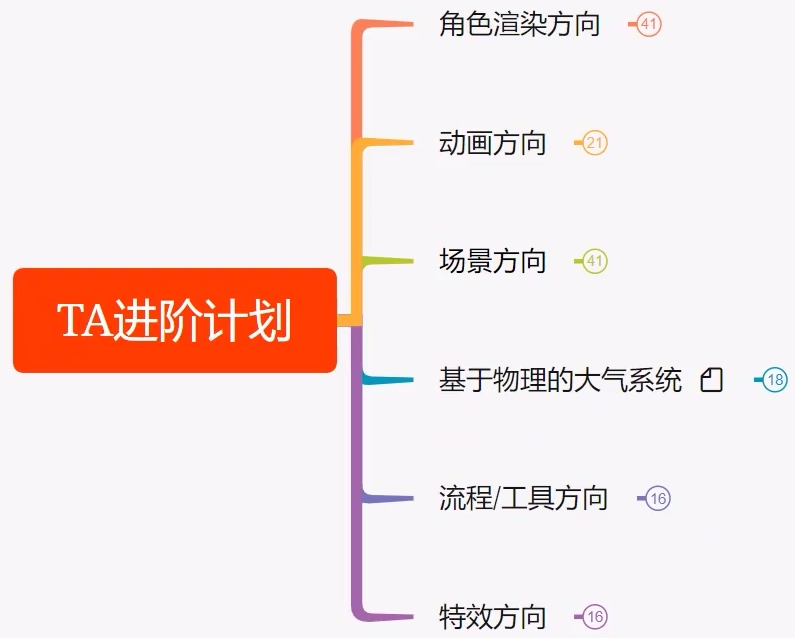 角色渲染方向 41
动画方向 21
场景方向 41
TA进阶计划
基于物理的大气系统 18
流程/工具方向 16
特效方向 16